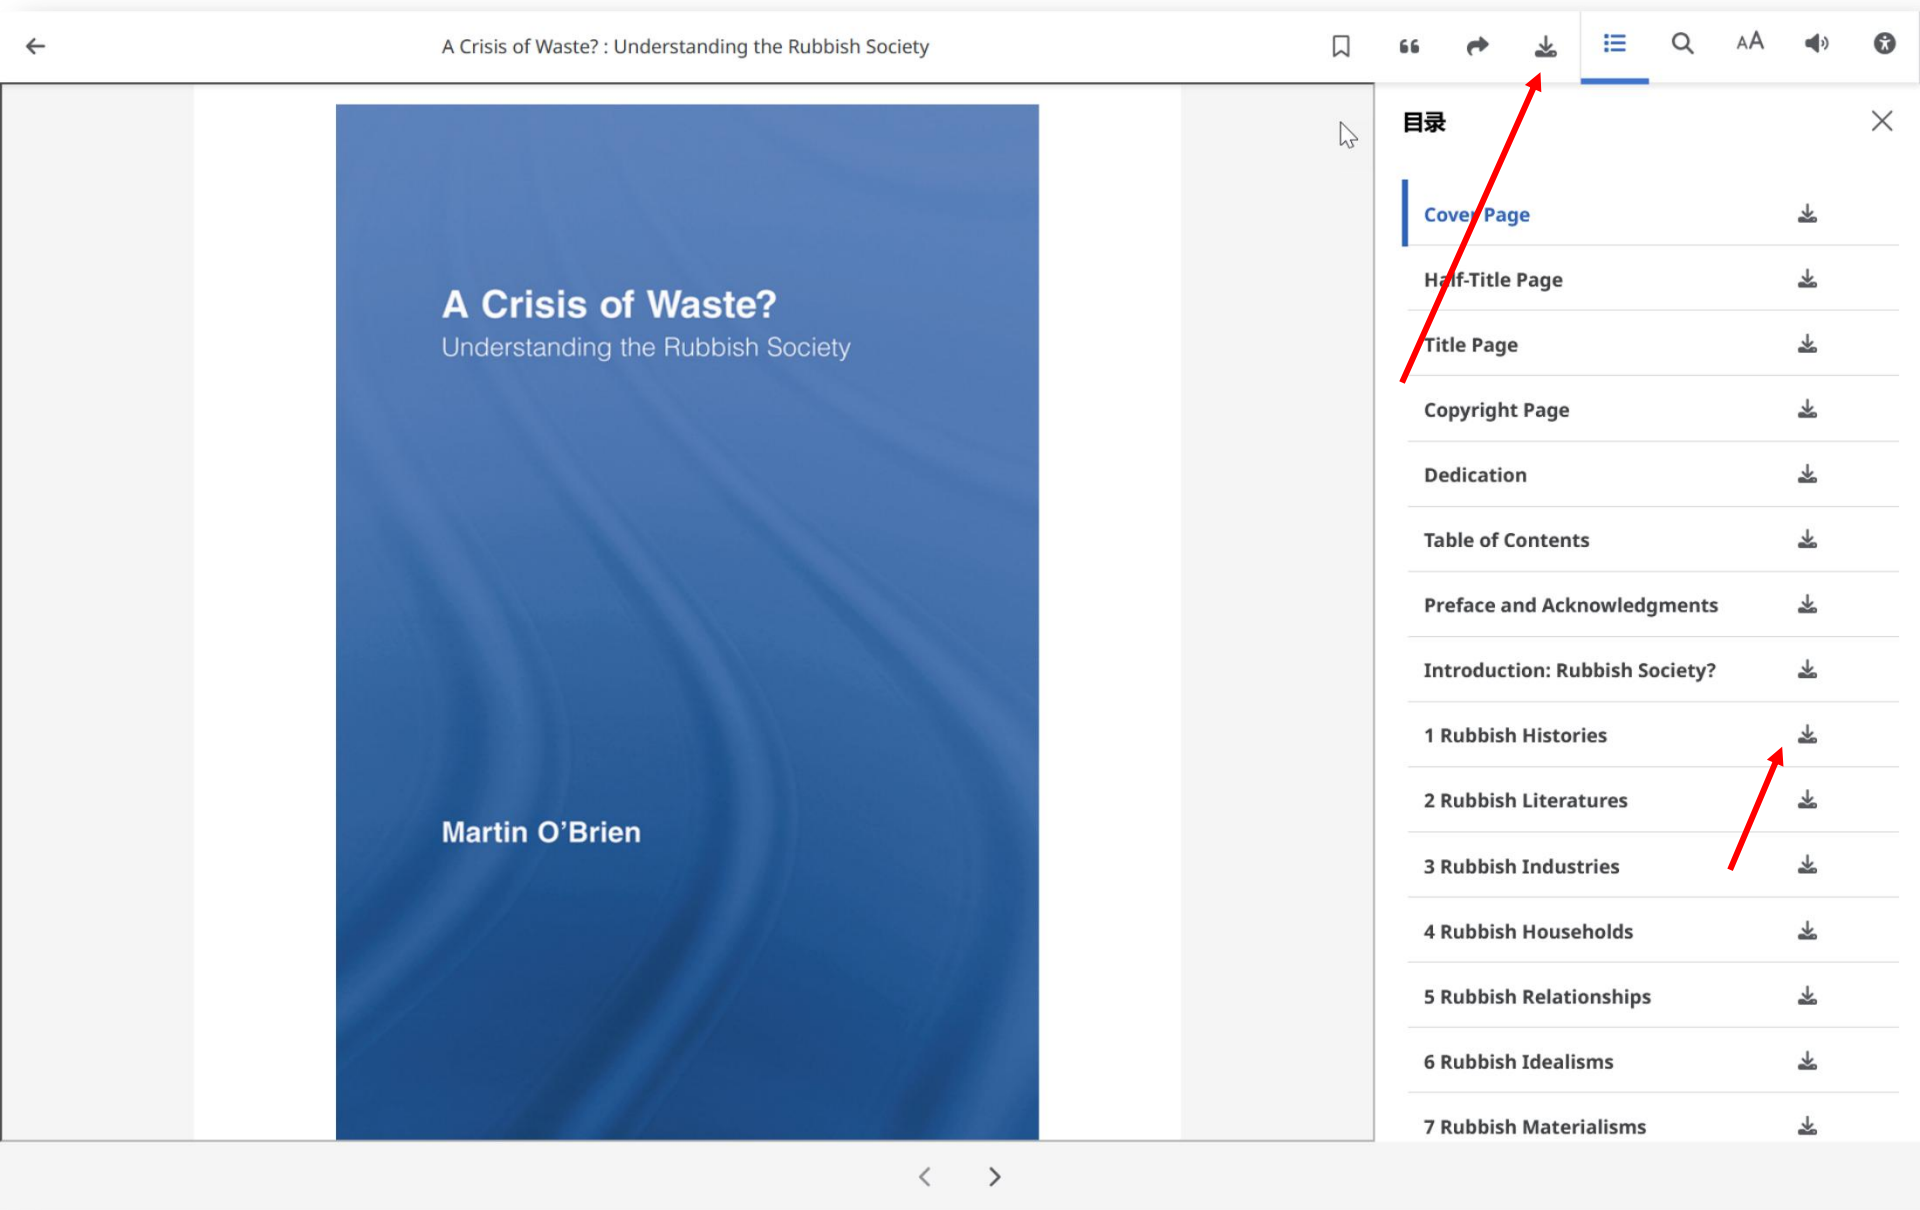 A Crisis of Waste? : Understanding the Rubbish Society
AA
目录
Cover Page
Half-Title Page
Title Page
Copyright Page
Dedication
Table of Contents
Preface and Acknowledgments
Introduction: Rubbish Society?
1 Rubbish Histories
2 Rubbish Literatures
3 Rubbish Industries
4 Rubbish Households
5 Rubbish Relationships
6 Rubbish Idealisms
7 Rubbish Materialisms
A Crisis of Waste?
Understanding the Rubbish Society
Martin O’Brien